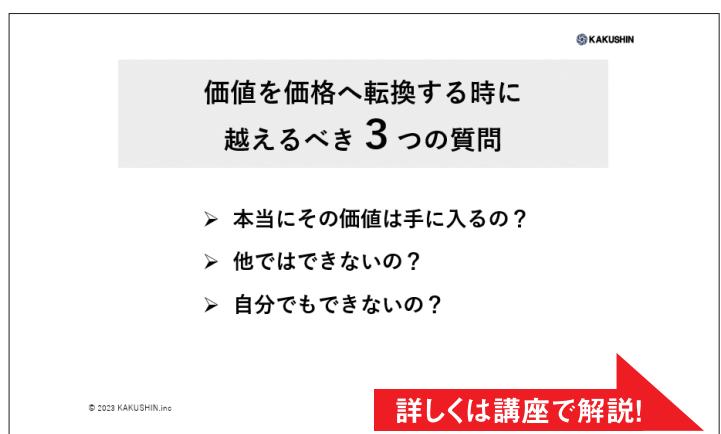 KAKUSHIN
価値を価格へ転換する時に
越えるべき 3 つの質問
➢ 本当にその価値は手に入るの？
➢ 他ではできないの？
➢ 自分でもできないの？
© 2023 KAKUSHIN.inc
詳しくは講座で解説!